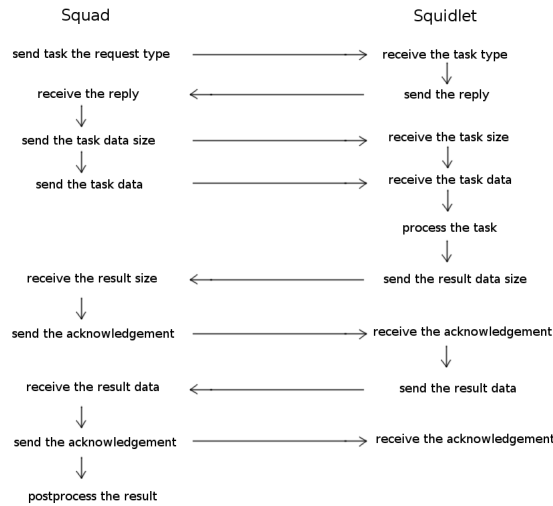 Squad Squidlet
send task the request type receive the task type
receive the reply send the reply
send the task data size receive the task size
send the task data receive the task data
process the task
receive the result size send the result data size
send the acknowledgement receive the acknowledgement
receive the result data send the result data
send the acknowledgement receive the acknowledgement
postprocess the result